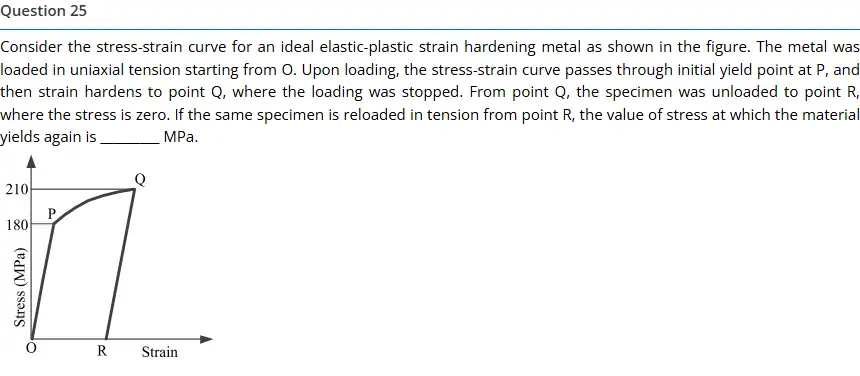 Question 25
Consider the stress-strain curve for an ideal elastic-plastic strain hardening metal as shown in the figure. The metal was
loaded in uniaxial tension starting from O. Upon loading, the stress-strain curve passes through initial yield point at P, and
then strain hardens to point Q, where the loading was stopped. From point Q, the specimen was unloaded to point R,
where the stress is zero. If the same specimen is reloaded in tension from point R, the value of stress at which the material
yields again is ________ MPa.
Q
210
P
180
Stress (MPa)
O
R
Strain